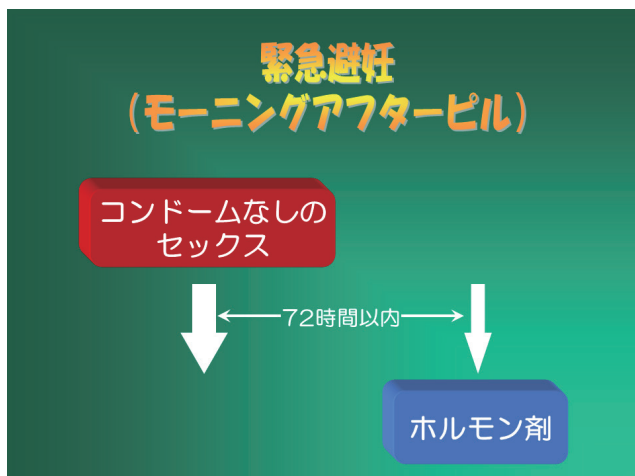 緊急避妊
(モーニングアフターピル)
コンドームなしの
セックス
72時間以内
ホルモン剤